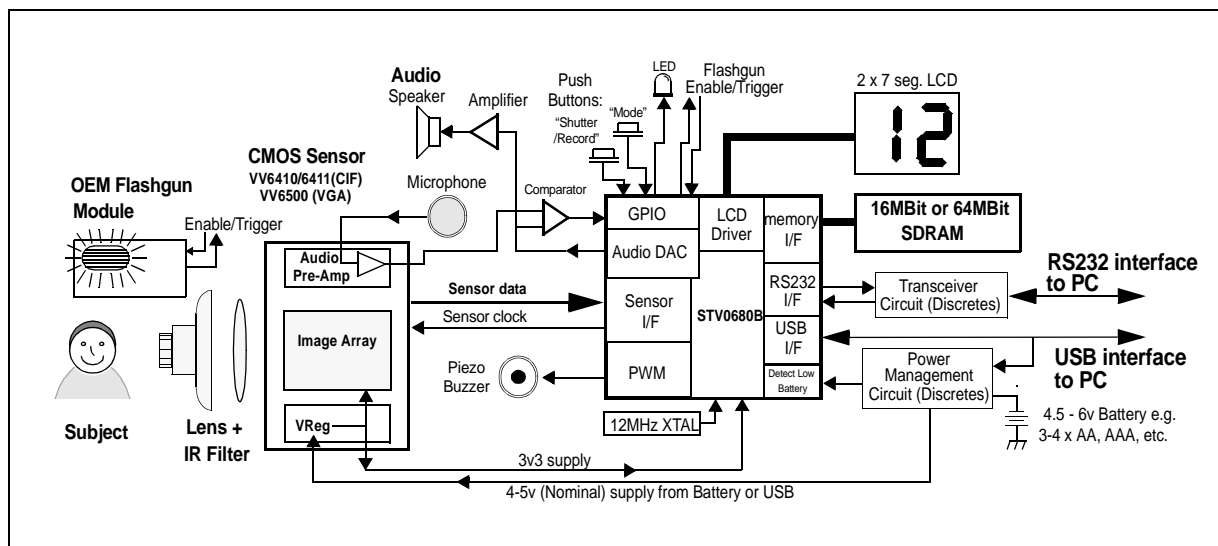 Audio
Speaker
Amplifier
Push
Buttons:
"Shutter
/Record"
"Mode"
LED
Flashgun
Enable/Trigger
2 x 7 seg. LCD
12
CMOS Sensor
VV6410/6411(CIF)
VV6500 (VGA)
Microphone
Comparator
OEM Flashgun
Module
Enable/Trigger
Audio
Pre-Amp
Image Array
VReg
Sensor data
Sensor clock
Piezo
Buzzer
GPIO
Audio DAC
Sensor
I/F
PWM
LCD
Driver
STV0680B
memory
I/F
RS232
I/F
USB
I/F
Detect Low
Battery
12MHz XTAL
16MBit or 64MBit
SDRAM
Transceiver
Circuit (Discretes)
RS232 interface
to PC
USB interface
to PC
Power
Management
Circuit (Discretes)
4.5 - 6v Battery e.g.
3-4 x AA, AAA, etc.
Subject
Lens +
IR Filter
3v3 supply
4-5v (Nominal) supply from Battery or USB